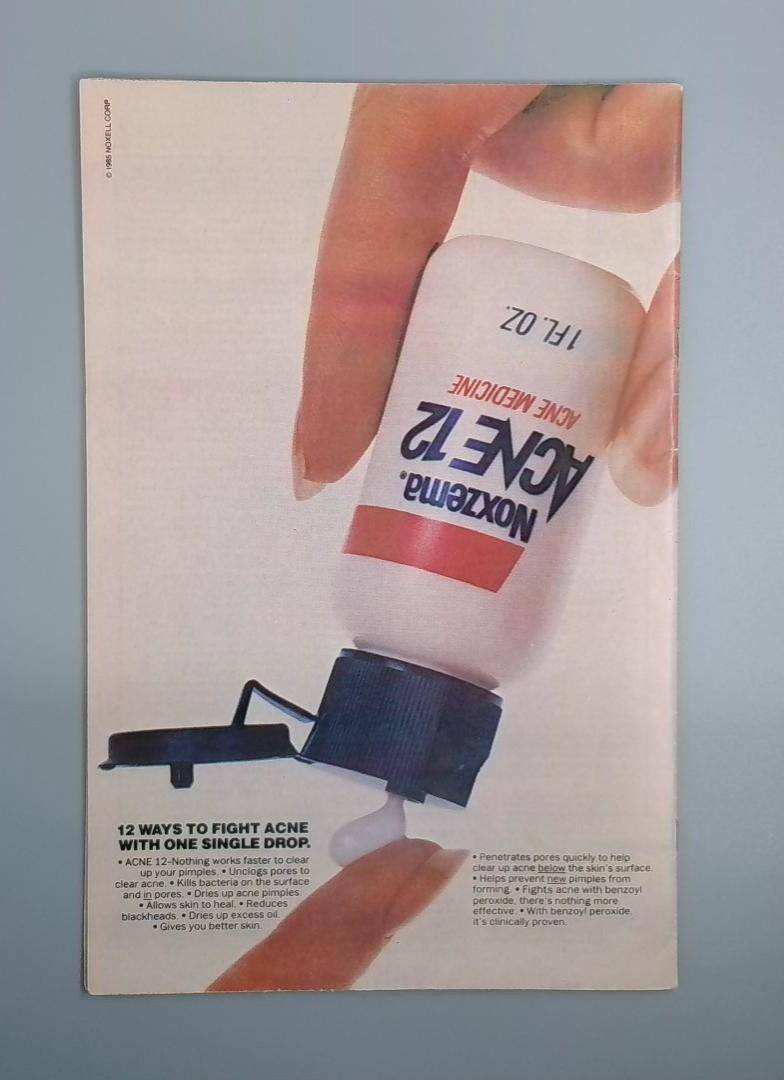 © 1985 NOXELL CORP
1 FL. OZ.
ACNE MEDICINE
ACNE 12
Noxzema®
12 WAYS TO FIGHT ACNE
WITH ONE SINGLE DROP.
• ACNE 12–Nothing works faster to clear
up your pimples. • Unclogs pores to
clear acne. • Kills bacteria on the surface
and in pores. • Dries up acne pimples.
• Allows skin to heal. • Reduces
blackheads. • Dries up excess oil.
• Gives you better skin.
• Penetrates pores quickly to help
clear up acne below the skin's surface.
• Helps prevent new pimples from
forming. • Fights acne with benzoyl
peroxide, there's nothing more
effective. • With benzoyl peroxide,
it's clinically proven.